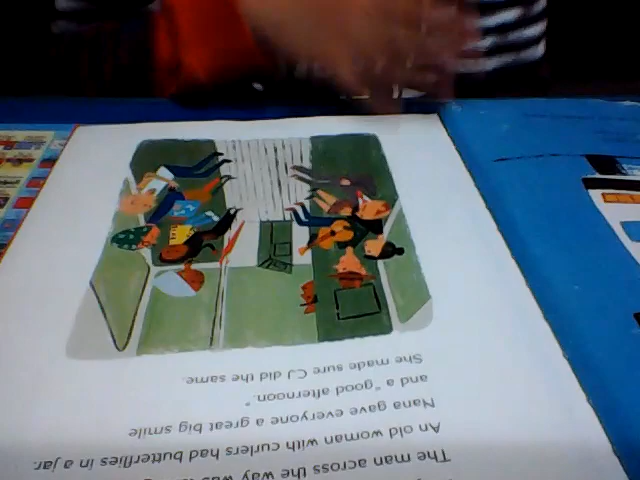 The man across the way was
An old woman with curlers had butterflies in a jar.
Nana gave everyone a great big smile
and a "good afternoon."
She made sure CJ did the same.